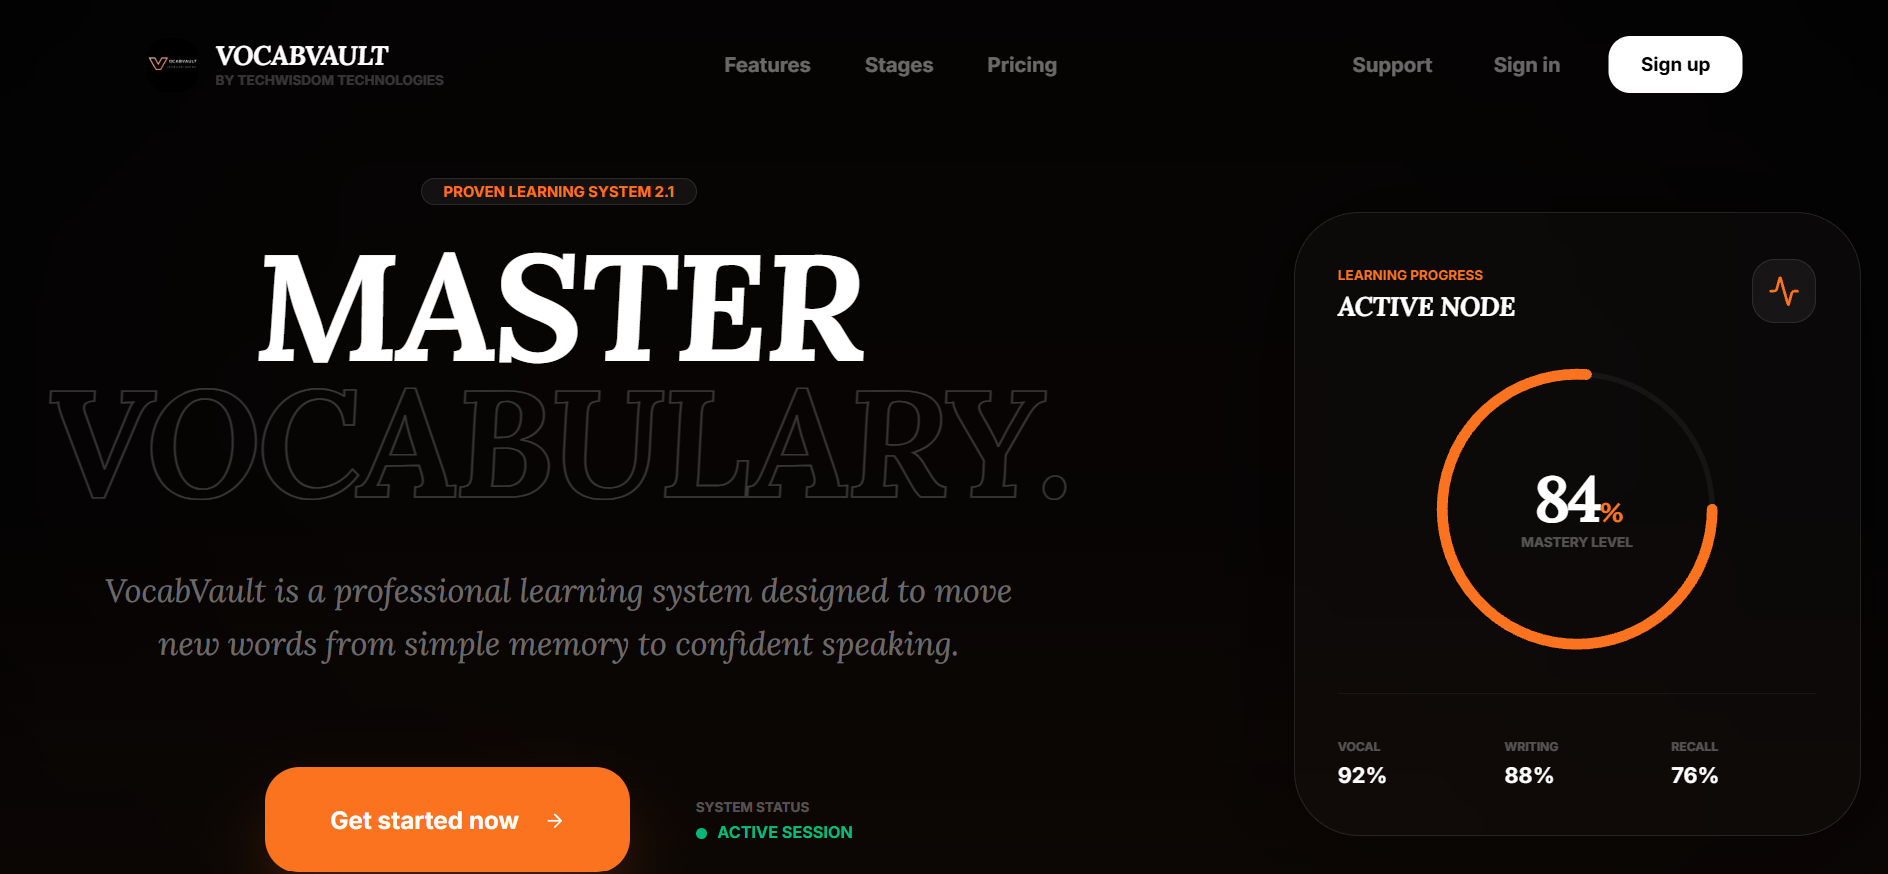 VOCABVAULT
BY TECHWISDOM TECHNOLOGIES
Features
Stages
Pricing
Support
Sign in
Sign up
PROVEN LEARNING SYSTEM 2.1
MASTER
VOCABULARY.
VocabVault is a professional learning system designed to move
new words from simple memory to confident speaking.
Get started now →
SYSTEM STATUS
ACTIVE SESSION
LEARNING PROGRESS
ACTIVE NODE
84%
MASTERY LEVEL
VOCAL
92%
WRITING
88%
RECALL
76%